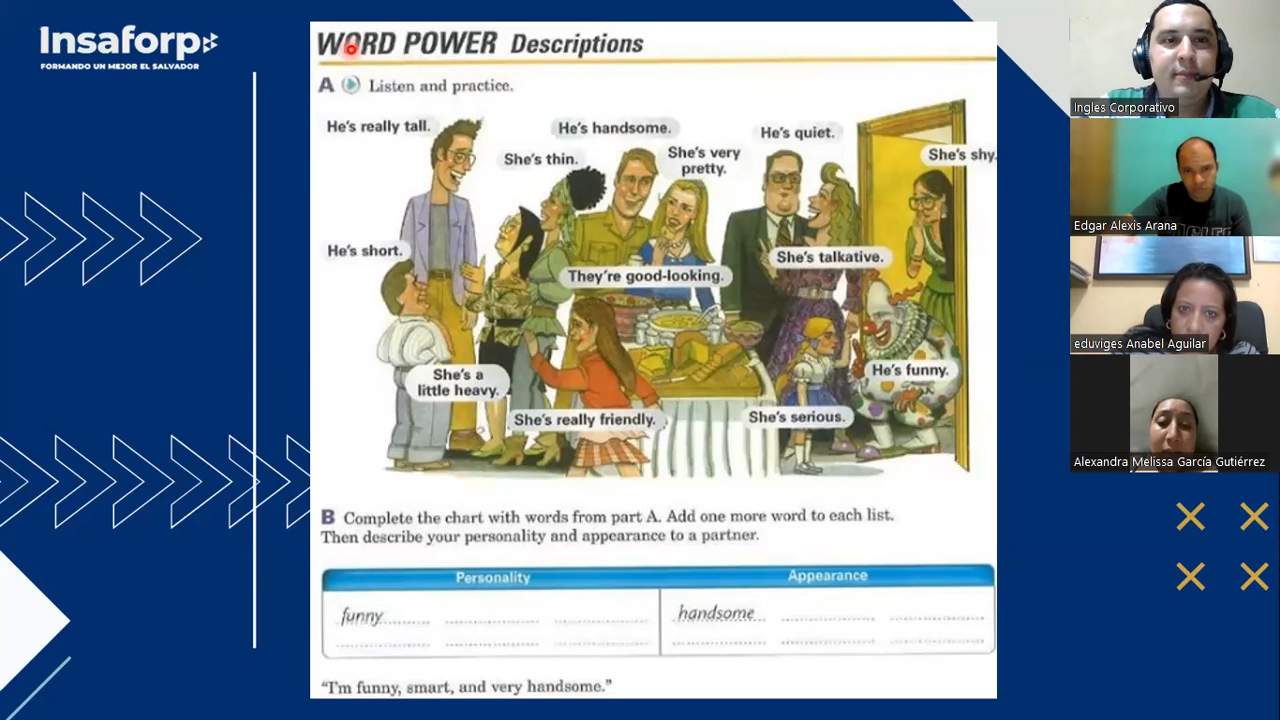 Insaforp
FORMANDO UN MEJOR EL SALVADOR
WORD POWER Descriptions
A Listen and practice.
He's really tall.
He's handsome.
He's quiet.
She's thin.
She's very
pretty.
She's shy.
He's short.
She's talkative.
They're good-looking.
She's a
little heavy.
He's funny.
She's really friendly.
She's serious.
B Complete the chart with words from part A. Add one more word to each list.
Then describe your personality and appearance to a partner.
Personality
Appearance
funny
handsome
"I'm funny, smart, and very handsome."
Ingles Corporativo
Edgar Alexis Arana
eduviges Anabel Aguilar
Alexandra Melissa García Gutiérrez